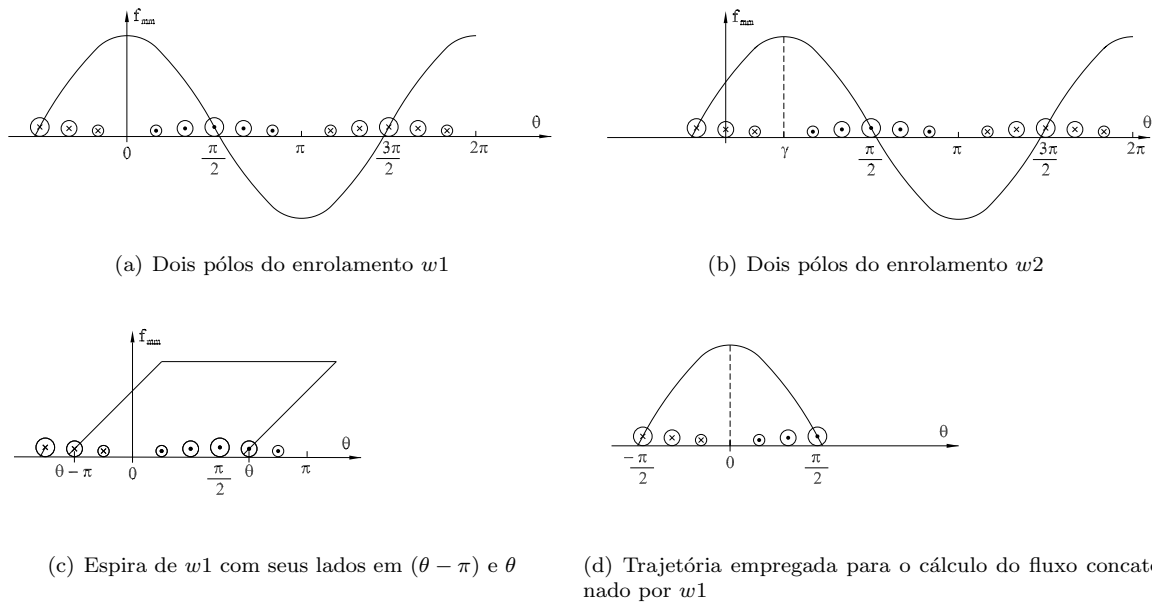 f_mm
θ
0
π/2
π
3π/2
2π
(a) Dois pólos do enrolamento w1
f_mm
θ
γ
π/2
π
3π/2
2π
(b) Dois pólos do enrolamento w2
f_mm
θ
θ − π
0
π/2
θ
π
(c) Espira de w1 com seus lados em (θ − π) e θ
f_mm
θ
−π/2
0
π/2
(d) Trajetória empregada para o cálculo do fluxo concate
nado por w1